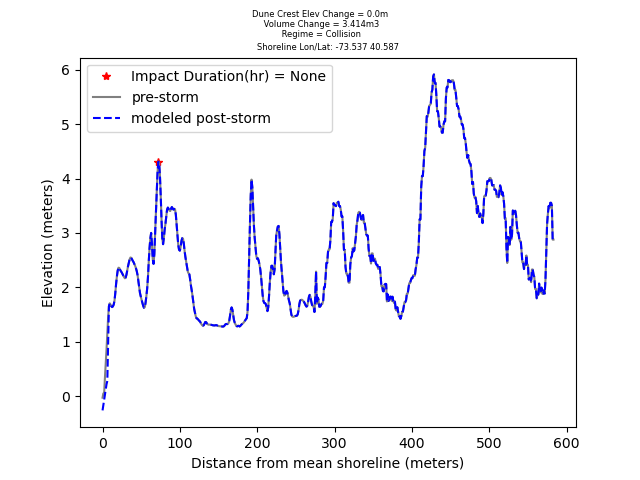 Dune Crest Elev Change = 0.0m
Volume Change = 3.414m3
Regime = Collision
Shoreline Lon/Lat: -73.537 40.587
Impact Duration(hr) = None
pre-storm
modeled post-storm
Elevation (meters)
6
5
4
3
2
1
0
0 100 200 300 400 500 600
Distance from mean shoreline (meters)